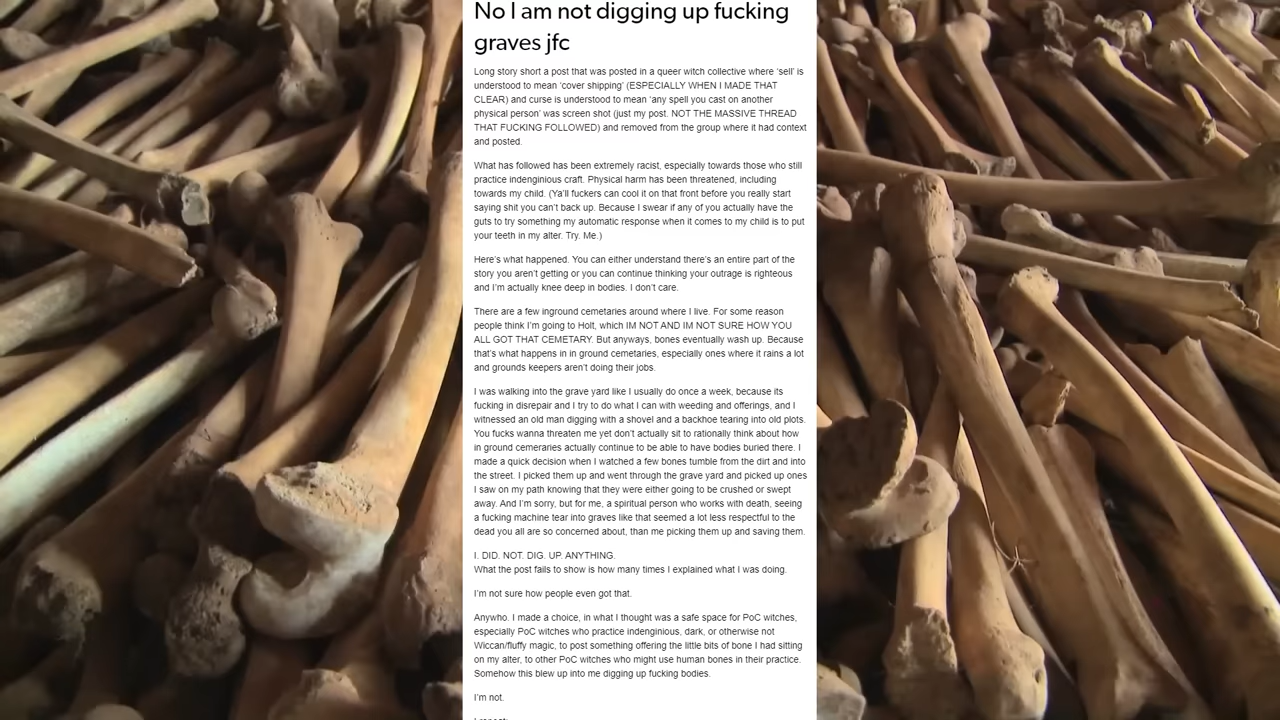 No I am not digging up fucking
graves jfc
Long story short a post that was posted in a queer witch collective where ‘sell’ is
understood to mean ‘cover shipping’ (ESPECIALLY WHEN I MADE THAT
CLEAR) and curse is understood to mean ‘any spell you cast on another
physical person’ was screen shot (just my post. NOT THE MASSIVE THREAD
THAT FUCKING FOLLOWED) and removed from the group where it had context
and posted.
What has followed has been extremely racist, especially towards those who still
practice indenginious craft. Physical harm has been threatened, including
towards my child. (Ya’ll fuckers can cool it on that front before you really start
saying shit you can’t back up. Because I swear if any of you actually have the
guts to try something my automatic response when it comes to my child is to put
your teeth in my alter. Try. Me.)
Here’s what happened. You can either understand there’s an entire part of the
story you aren’t getting or you can continue thinking your outrage is righteous
and I’m actually knee deep in bodies. I don’t care.
There are a few inground cemetaries around where I live. For some reason
people think I’m going to Holt, which IM NOT AND IM NOT SURE HOW YOU
ALL GOT THAT CEMETARY. But anyways, bones eventually wash up. Because
that’s what happens in in ground cemetaries, especially ones where it rains a lot
and grounds keepers aren’t doing their jobs.
I was walking into the grave yard like I usually do once a week, because its
fucking in disrepair and I try to do what I can with weeding and offerings, and I
witnessed an old man digging with a shovel and a backhoe tearing into old plots.
You fucks wanna threaten me yet don’t actually sit to rationally think about how
in ground cemeraries actually continue to be able to have bodies buried there. I
made a quick decision when I watched a few bones tumble from the dirt and into
the street. I picked them up and went through the grave yard and picked up ones
I saw on my path knowing that they were either going to be crushed or swept
away. And I’m sorry, but for me, a spiritual person who works with death, seeing
a fucking machine tear into graves like that seemed a lot less respectful to the
dead you all are so concerned about, than me picking them up and saving them.
I. DID. NOT. DIG. UP. ANYTHING.
What the post fails to show is how many times I explained what I was doing.
I’m not sure how people even got that.
Anywho. I made a choice, in what I thought was a safe space for PoC witches,
especially PoC witches who practice indenginious, dark, or otherwise not
Wiccan/fluffy magic, to post something offering the little bits of bone I had sitting
on my alter, to other PoC witches who might use human bones in their practice.
Somehow this blew up into me digging up fucking bodies.
I’m not.